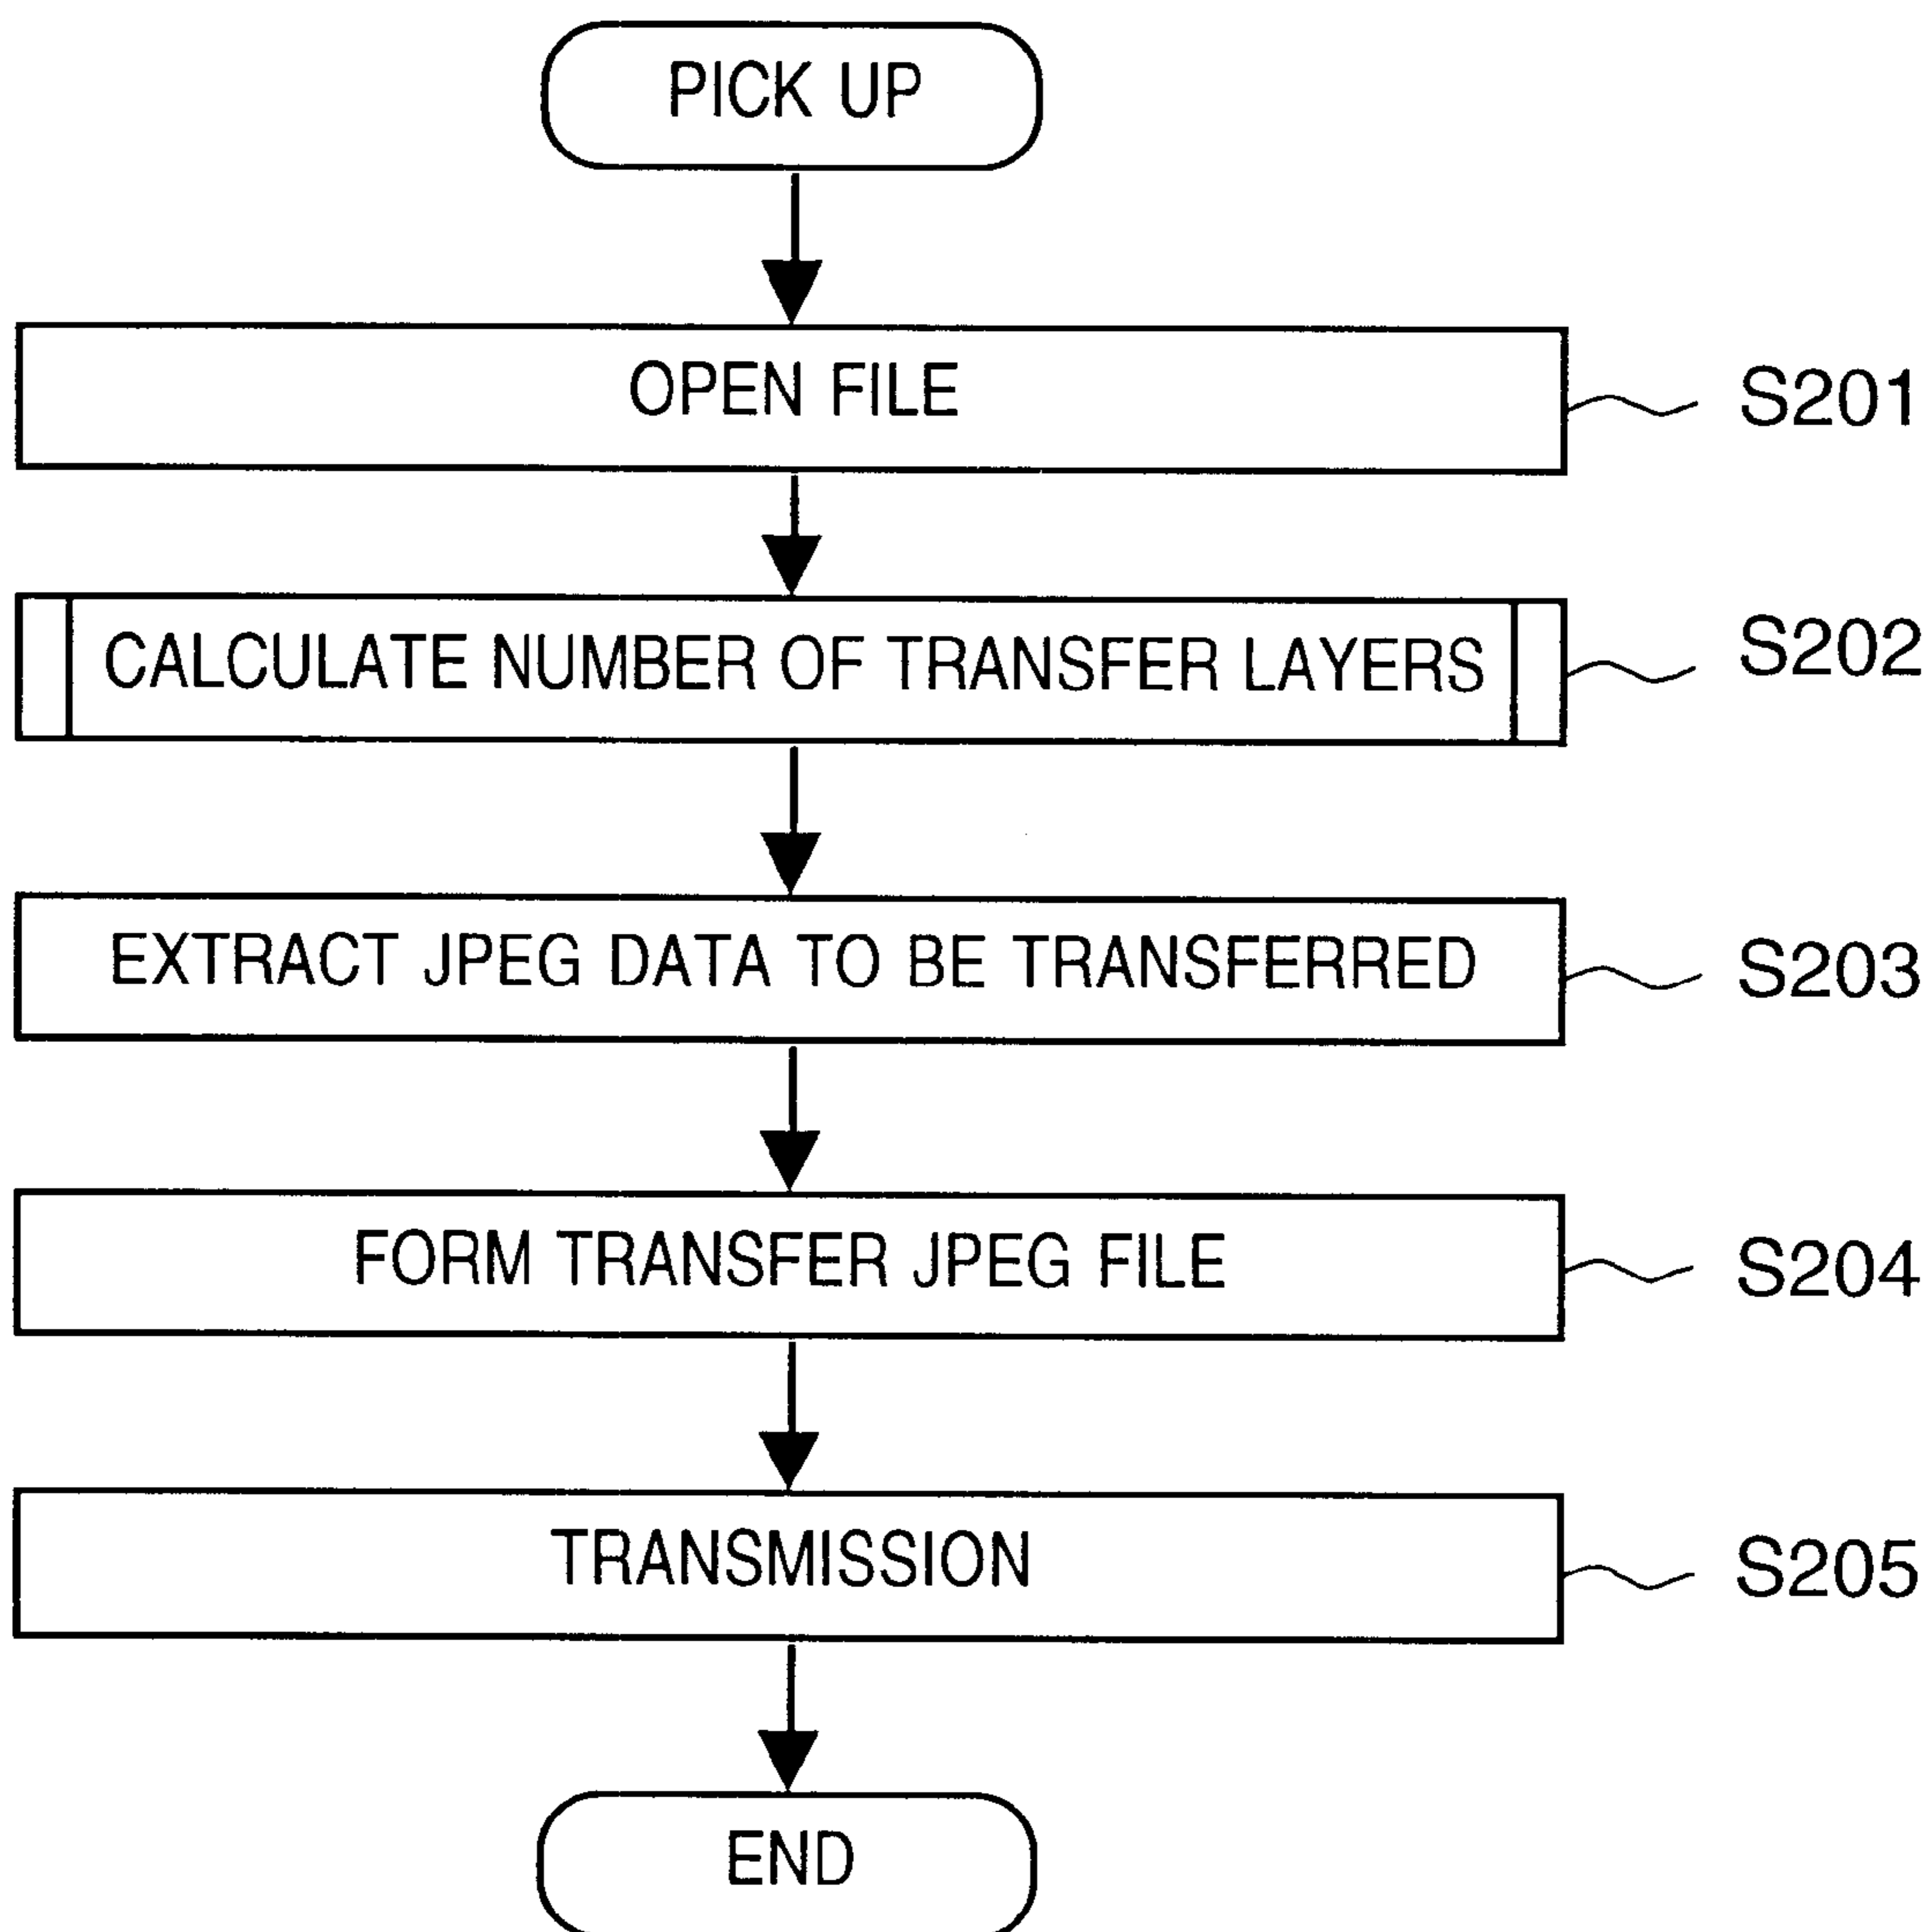 PICK UP
OPEN FILE
S201
CALCULATE NUMBER OF TRANSFER LAYERS
S202
EXTRACT JPEG DATA TO BE TRANSFERRED
S203
FORM TRANSFER JPEG FILE
S204
TRANSMISSION
S205
END